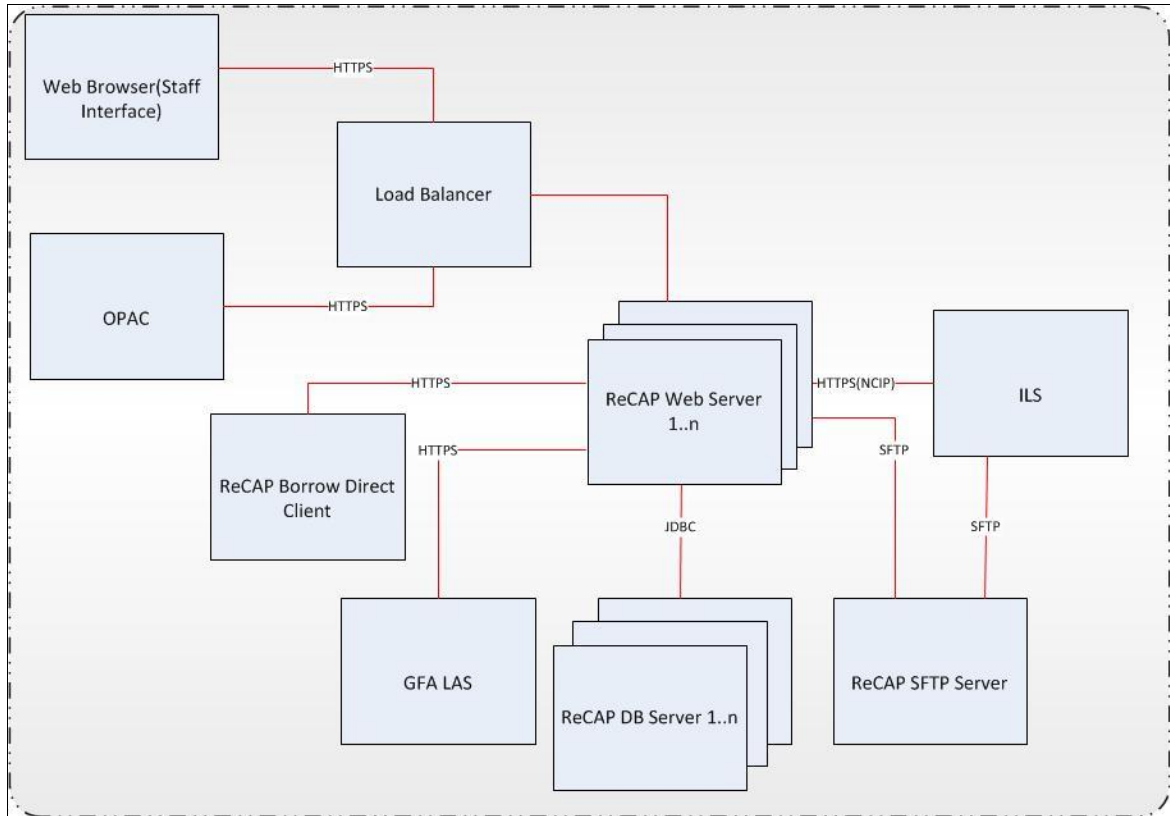 HTTPS
Web Browser(Staff
Interface)
Load Balancer
HTTPS
OPAC
HTTPS
HTTPS(NCIP)
ReCAP Web Server
1..n
ILS
HTTPS
SFTP
ReCAP Borrow Direct
Client
JDBC
SFTP
GFA LAS
ReCAP SFTP Server
ReCAP DB Server 1..n